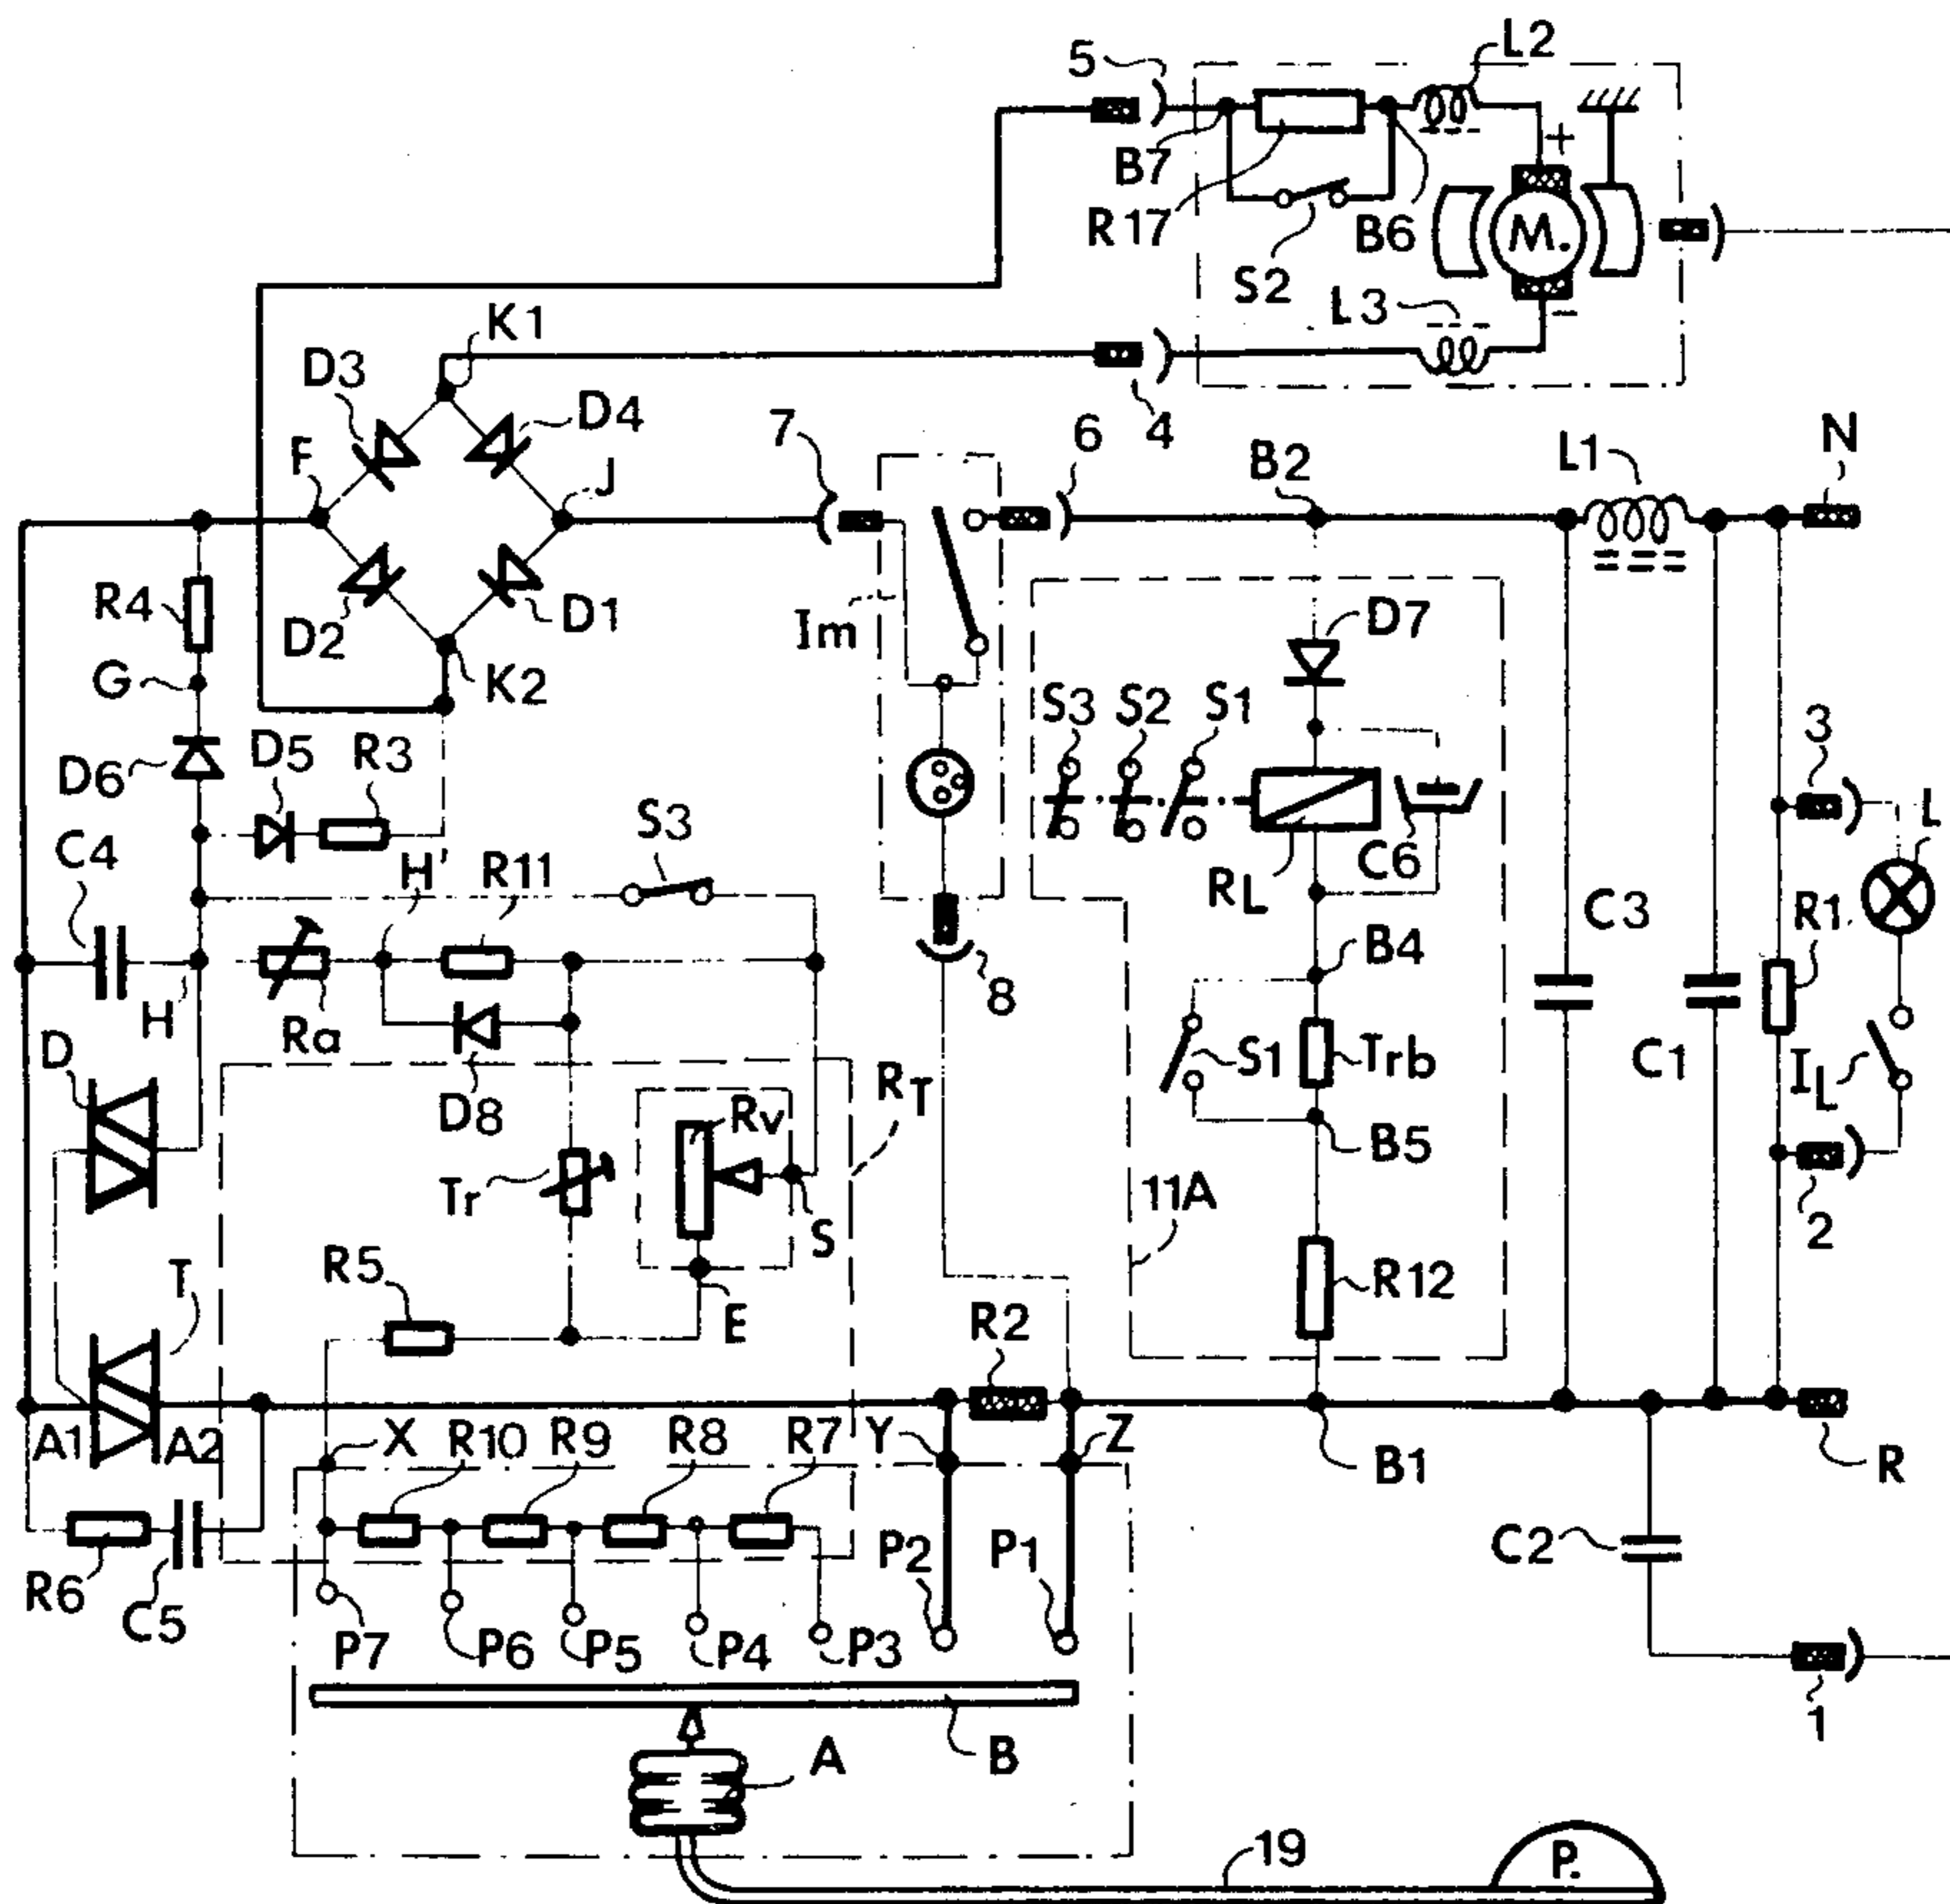 5
L2
B7
+
R17
B6
M.
S2
L3
−
K1
D3
D4
4
F
J
7
6
B2
L1
N
R4
D2
D1
Im
D7
G
K2
S3
S2
S1
3
D6
D5
R3
L
C4
S3
C6
H'
R11
RL
C3
R1
B4
8
H
Ra
D
S1
Trb
C1
IL
D8
Rv
RT
B5
Tr
S
11A
2
R5
T
E
R2
R12
A1
A2
X
R10
R9
R8
R7
Y
Z
B1
R
P2
P1
C2
R6
C5
P7
P6
P5
P4
P3
1
A
B
19
P.